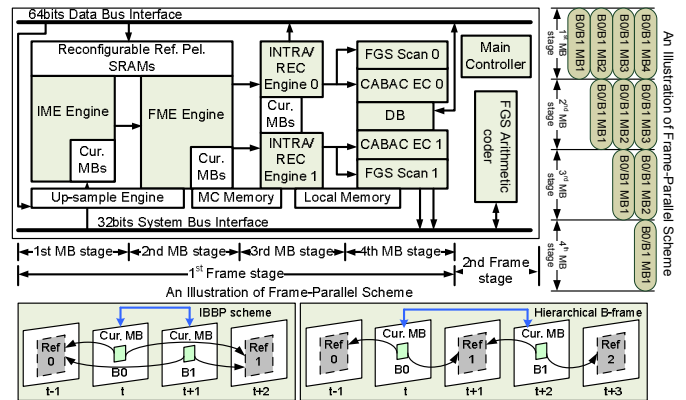 64bits Data Bus Interface
Reconfigurable Ref. Pel.
SRAMs
IME Engine
Cur.
MBs
FME Engine
Cur.
MBs
INTRA/
REC
Engine 0
Cur.
MBs
INTRA/
REC
Engine 1
FGS Scan 0
CABAC EC 0
DB
CABAC EC 1
FGS Scan 1
Main
Controller
FGS Arithmetic
coder
Up-sample Engine
MC Memory
Local Memory
32bits System Bus Interface
1st MB stage
2nd MB stage
3rd MB stage
4th MB stage
1st Frame stage
2nd Frame
stage
An Illustration of Frame-Parallel Scheme
1st MB
stage
B0/B1 MB1
B0/B1 MB2
B0/B1 MB3
B0/B1 MB4
2nd MB
stage
B0/B1 MB1
B0/B1 MB2
B0/B1 MB3
3rd MB
stage
B0/B1 MB1
B0/B1 MB2
4th MB
stage
B0/B1 MB1
An Illustration of Frame-Parallel Scheme
IBBP scheme
Cur. MB
Cur. MB
Ref
0
B0
B1
Ref
1
t-1
t
t+1
t+2
Hierarchical B-frame
Cur. MB
Cur. MB
Ref
0
B0
Ref
1
B1
Ref
2
t-1
t
t+1
t+2
t+3